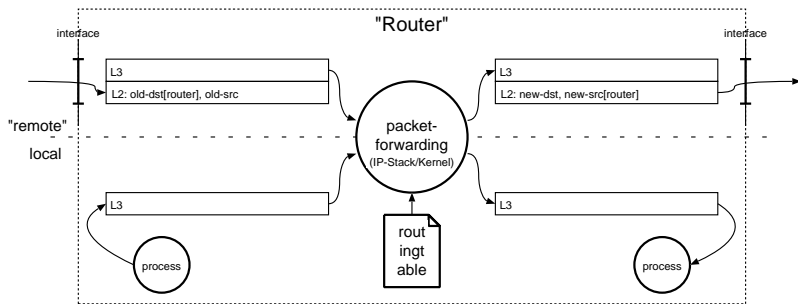 "Router"
interface
interface
L3
L3
L2: old-dst[router], old-src
L2: new-dst, new-src[router]
packet-
forwarding
(IP-Stack/Kernel)
"remote"
local
L3
L3
rout
ingt
able
process
process